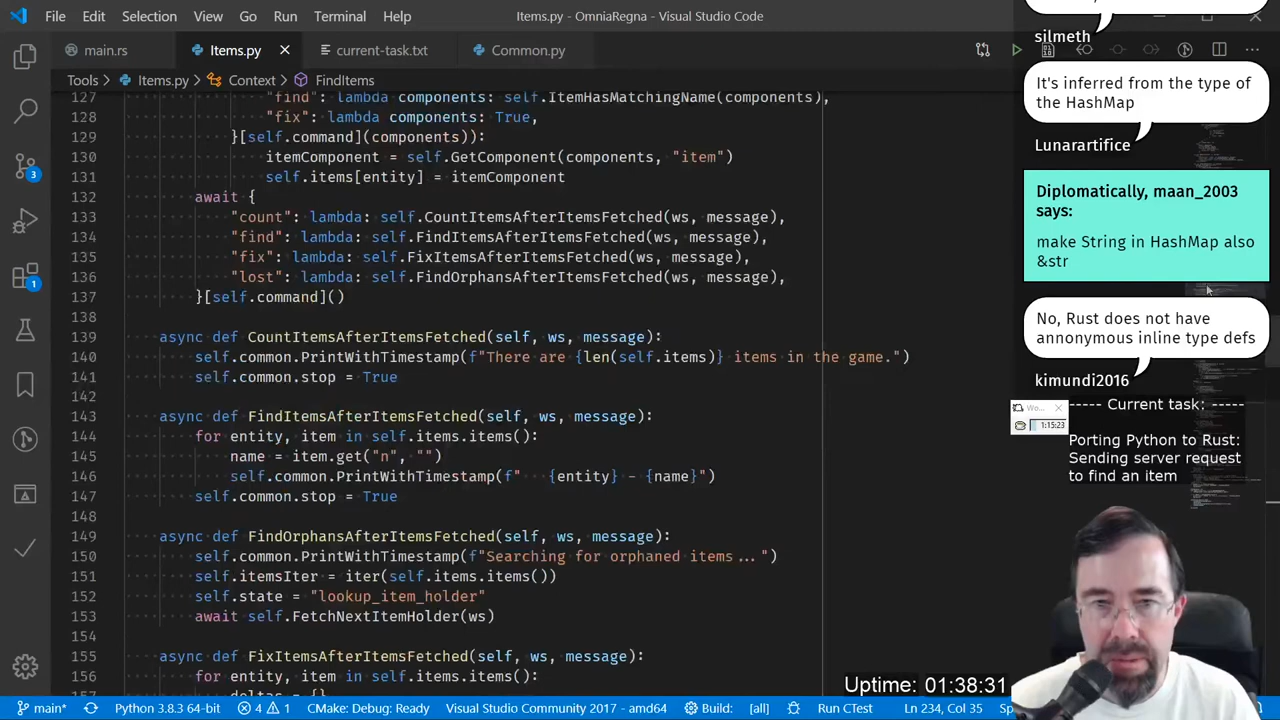 File Edit Selection View Go Run Terminal Help
Items.py - OmniaRegna - Visual Studio Code
main.rs
Items.py
current-task.txt
Common.py
Tools > Items.py > Context > FindItems
127 "find": lambda components: self.ItemHasMatchingName(components),
128 "fix": lambda components: True,
129 }[self.command](components)):
130 itemComponent = self.GetComponent(components, "item")
131 self.items[entity] = itemComponent
132 await {
133 "count": lambda: self.CountItemsAfterItemsFetched(ws, message),
134 "find": lambda: self.FindItemsAfterItemsFetched(ws, message),
135 "fix": lambda: self.FixItemsAfterItemsFetched(ws, message),
136 "lost": lambda: self.FindOrphansAfterItemsFetched(ws, message),
137 }[self.command]()
138
139 async def CountItemsAfterItemsFetched(self, ws, message):
140 self.common.PrintWithTimestamp(f"There are {len(self.items)} items in the game.")
141 self.common.stop = True
142
143 async def FindItemsAfterItemsFetched(self, ws, message):
144 for entity, item in self.items.items():
145 name = item.get("n", "")
146 self.common.PrintWithTimestamp(f"   {entity} - {name}")
147 self.common.stop = True
148
149 async def FindOrphansAfterItemsFetched(self, ws, message):
150 self.common.PrintWithTimestamp(f"Searching for orphaned items...")
151 self.itemsIter = iter(self.items.items())
152 self.state = "lookup_item_holder"
153 await self.FetchNextItemHolder(ws)
154
155 async def FixItemsAfterItemsFetched(self, ws, message):
156 for entity, item in self.items.items():
157 deltas = {}
silmeth
It's inferred from the type of
the HashMap
Lunarartifice
Diplomatically, maan_2003
says:
make String in HashMap also
&str
No, Rust does not have
annonymous inline type defs
kimundi2016
Wo...
1:15:23
----- Current task: -----
Porting Python to Rust:
Sending server request
to find an item
Uptime: 01:38:31
3
1
main* Python 3.8.3 64-bit 4 1 CMake: Debug: Ready Visual Studio Community 2017 - amd64 Build: [all] Run CTest Ln 234, Col 35